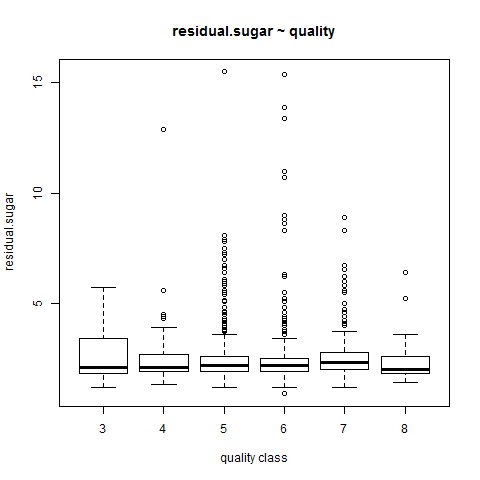 residual.sugar ~ quality
residual.sugar
15
10
5
3 4 5 6 7 8
quality class